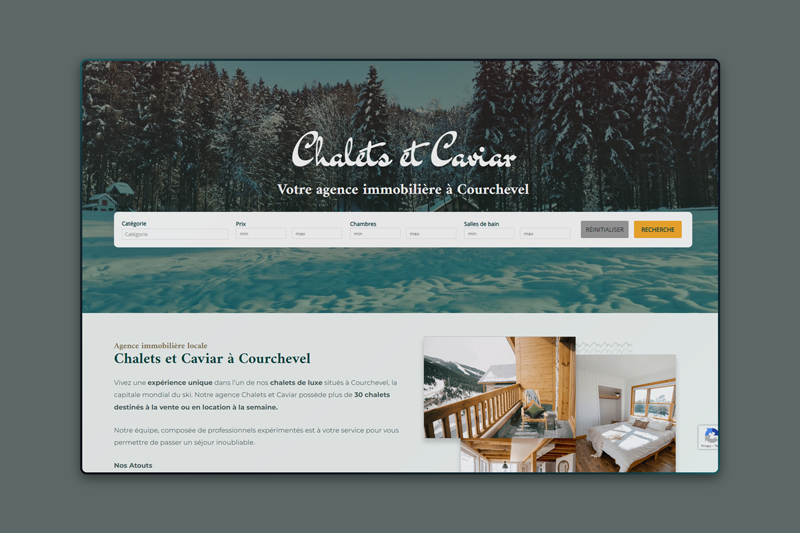 Chalets et Caviar
Votre agence immobilière à Courchevel
Catégorie Prix Chambres Salles de bain
Catégorie min max min max min max RÉINITIALISER RECHERCHE
Agence immobilière locale
Chalets et Caviar à Courchevel
Vivez une expérience unique dans l'un de nos chalets de luxe situés à Courchevel, la
capitale mondial du ski. Notre agence Chalets et Caviar possède plus de 30 chalets
destinés à la vente ou en location à la semaine.
Notre équipe, composée de professionnels expérimentés est à votre service pour vous
permettre de passer un séjour inoubliable.
Nos Atouts